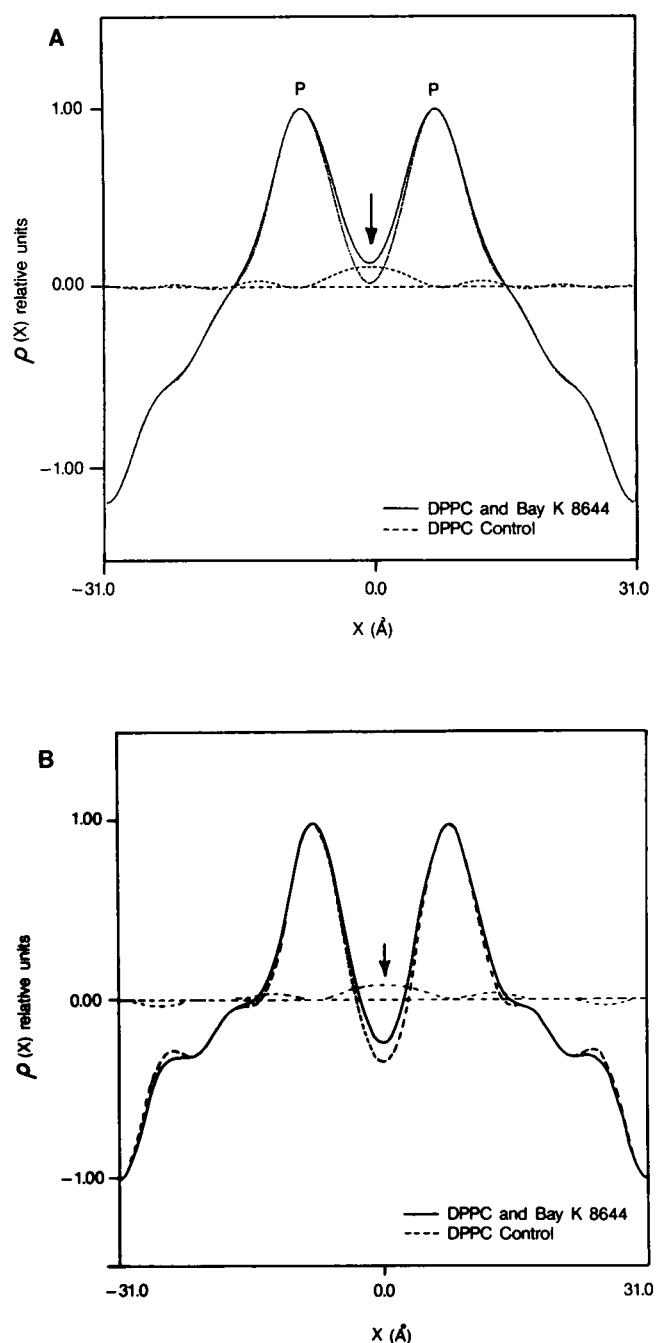 A
P P
1.00
0.00
−1.00
ρ (X) relative units
DPPC and Bay K 8644
DPPC Control
−31.0 0.0 31.0
X (Å)
B
1.00
0.00
−1.00
ρ (X) relative units
DPPC and Bay K 8644
DPPC Control
−31.0 0.0 31.0
X (Å)